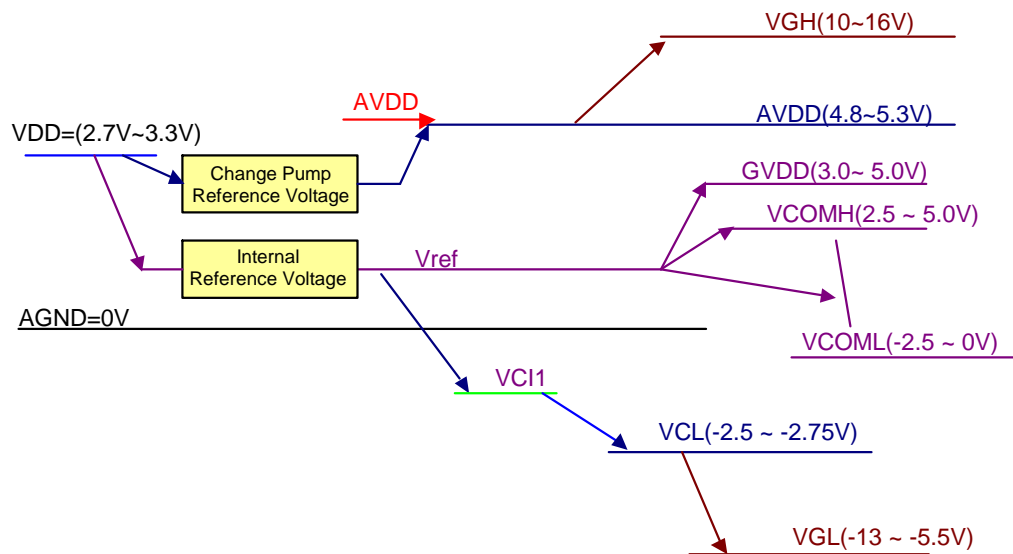 VGH(10~16V)
AVDD
AVDD(4.8~5.3V)
VDD=(2.7V~3.3V)
Change Pump
Reference Voltage
GVDD(3.0~ 5.0V)
VCOMH(2.5 ~ 5.0V)
Internal
Reference Voltage
Vref
AGND=0V
VCOML(-2.5 ~ 0V)
VCI1
VCL(-2.5 ~ -2.75V)
VGL(-13 ~ -5.5V)